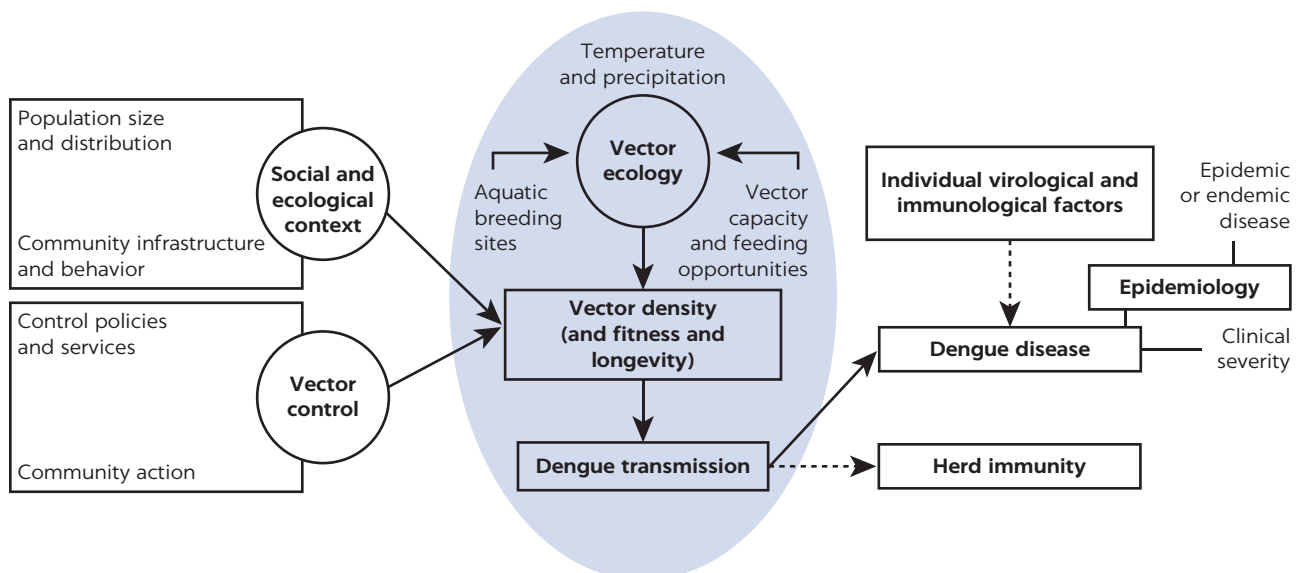 Population size
and distribution
Social and
ecological
context
Community infrastructure
and behavior
Control policies
and services
Vector
control
Community action
Temperature
and precipitation
Vector
ecology
Aquatic
breeding
sites
Vector
capacity
and feeding
opportunities
Vector density
(and fitness and
longevity)
Dengue transmission
Individual virological and
immunological factors
Epidemic
or endemic
disease
Epidemiology
Dengue disease
Clinical
severity
Herd immunity